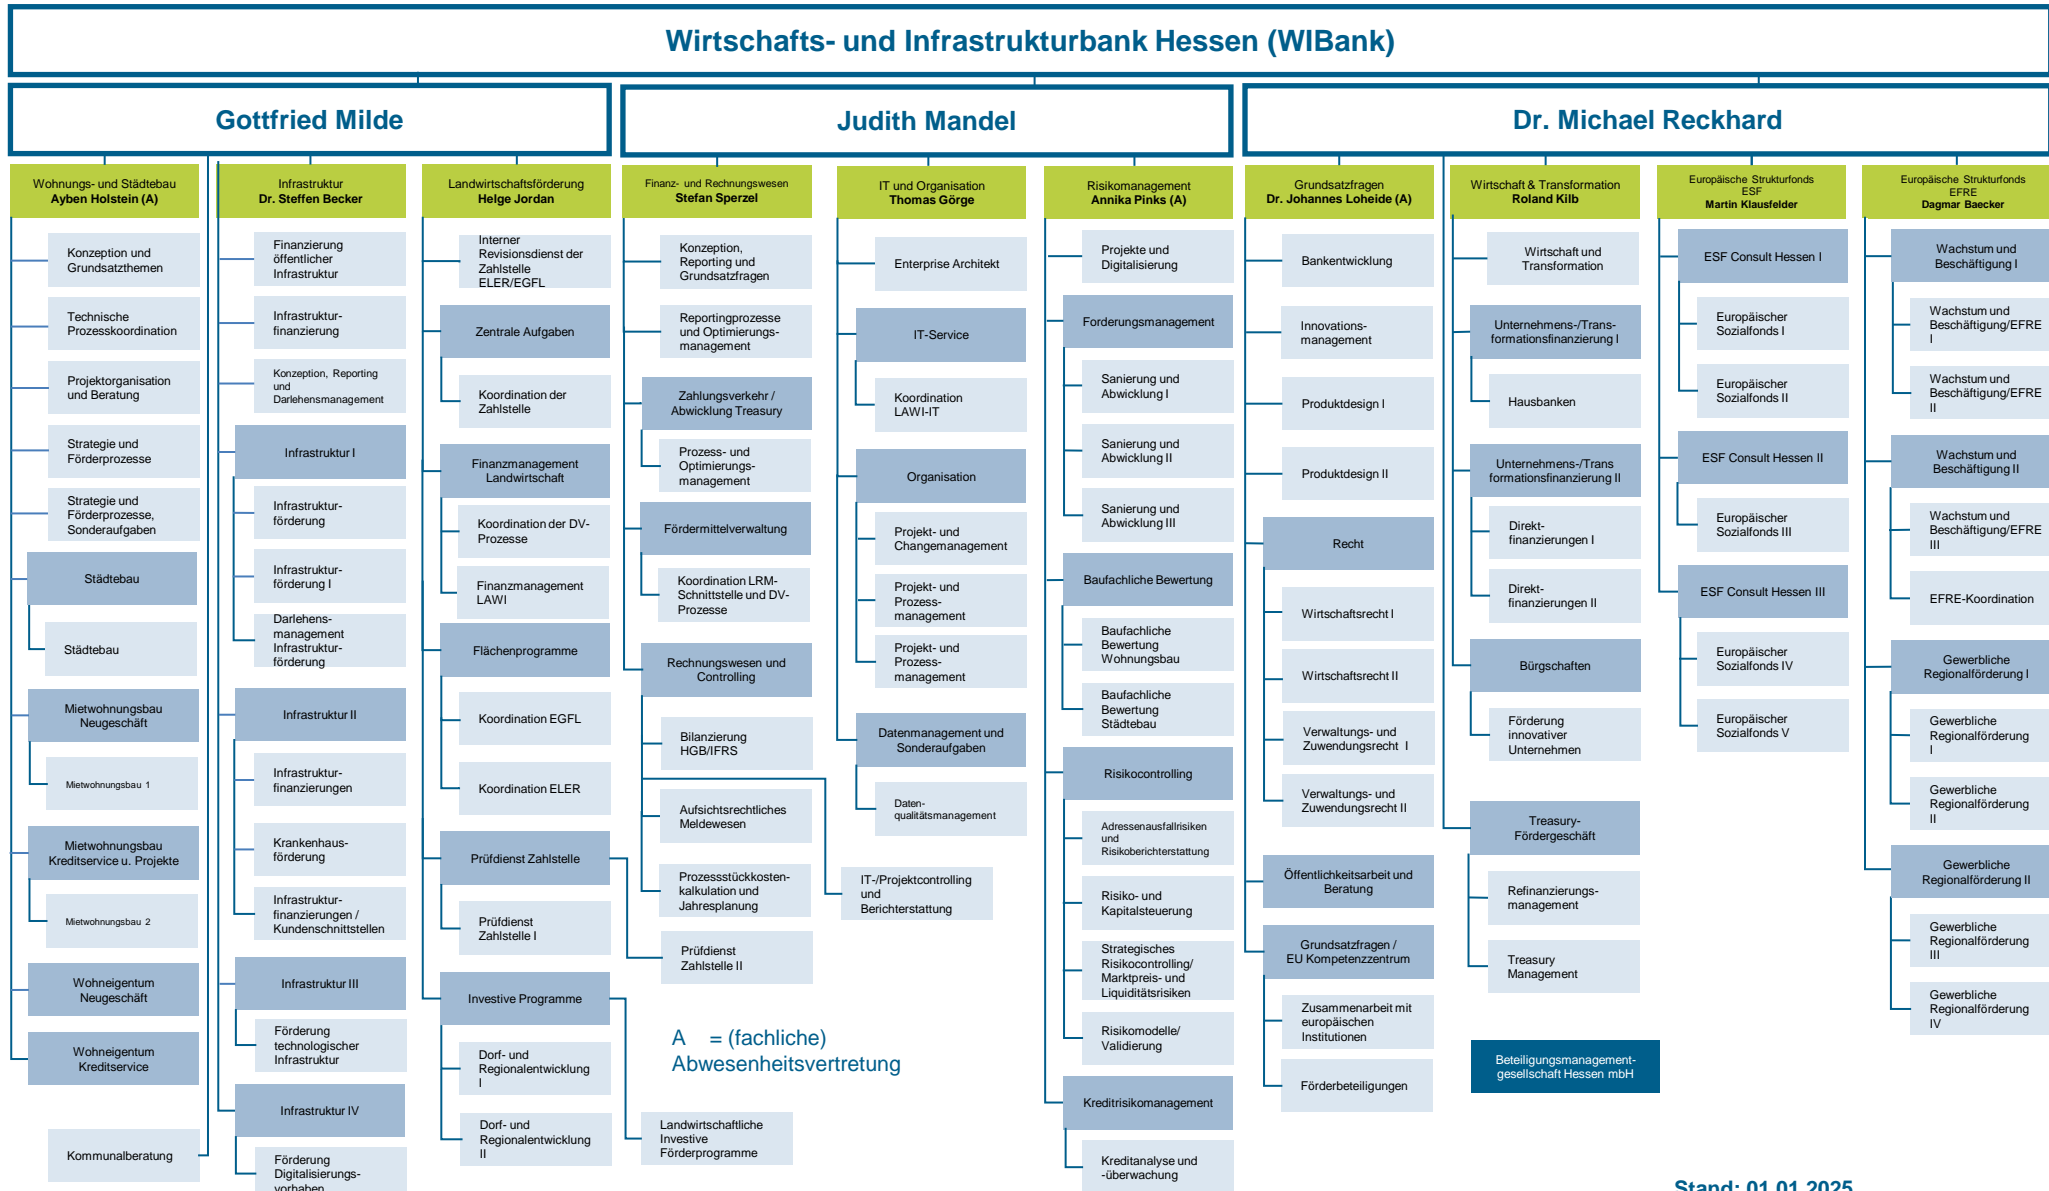 Wirtschafts- und Infrastrukturbank Hessen (WIBank)
Gottfried Milde
Judith Mandel
Dr. Michael Reckhard
Wohnungs- und Städtebau
Ayben Holstein (A)
Konzeption und
Grundsatzthemen
Technische
Prozesskoordination
Projektorganisation
und Beratung
Strategie und
Förderprozesse
Strategie und
Förderprozesse,
Sonderaufgaben
Städtebau
Städtebau
Mietwohnungsbau
Neugeschäft
Mietwohnungsbau 1
Mietwohnungsbau
Kreditservice u. Projekte
Mietwohnungsbau 2
Wohneigentum
Neugeschäft
Wohneigentum
Kreditservice
Kommunalberatung
Infrastruktur
Dr. Steffen Becker
Finanzierung
öffentlicher
Infrastruktur
Infrastruktur-
finanzierung
Konzeption, Reporting
und
Darlehensmanagement
Infrastruktur I
Infrastruktur-
förderung
Infrastruktur-
förderung I
Darlehens-
management
Infrastruktur-
förderung
Infrastruktur II
Infrastruktur-
finanzierungen
Krankenhaus-
förderung
Infrastruktur-
finanzierungen /
Kundenschnittstellen
Infrastruktur III
Förderung
technologischer
Infrastruktur
Infrastruktur IV
Förderung
Digitalisierungs-
vorhaben
Landwirtschaftsförderung
Helge Jordan
Interner
Revisionsdienst der
Zahlstelle
ELER/EGFL
Zentrale Aufgaben
Koordination der
Zahlstelle
Finanzmanagement
Landwirtschaft
Koordination der DV-
Prozesse
Finanzmanagement
LAWI
Flächenprogramme
Koordination EGFL
Koordination ELER
Prüfdienst Zahlstelle
Prüfdienst
Zahlstelle I
Investive Programme
Dorf- und
Regionalentwicklung
I
Dorf- und
Regionalentwicklung
II
Finanz- und Rechnungswesen
Stefan Sperzel
Konzeption,
Reporting und
Grundsatzfragen
Reportingprozesse
und Optimierungs-
management
Zahlungsverkehr /
Abwicklung Treasury
Prozess- und
Optimierungs-
management
Fördermittelverwaltung
Koordination LRM-
Schnittstelle und DV-
Prozesse
Rechnungswesen und
Controlling
Bilanzierung
HGB/IFRS
Aufsichtsrechtliches
Meldewesen
Prozessstückkosten-
kalkulation und
Jahresplanung
Prüfdienst
Zahlstelle II
A = (fachliche)
Abwesenheitsvertretung
Landwirtschaftliche
Investive
Förderprogramme
IT und Organisation
Thomas Görge
Enterprise Architekt
IT-Service
Koordination
LAWI-IT
Organisation
Projekt- und
Changemanagement
Projekt- und
Prozess-
management
Projekt- und
Prozess-
management
Datenmanagement und
Sonderaufgaben
Daten-
qualitätsmanagement
IT-/Projektcontrolling
und
Berichterstattung
Risikomanagement
Annika Pinks (A)
Projekte und
Digitalisierung
Forderungsmanagement
Sanierung und
Abwicklung I
Sanierung und
Abwicklung II
Sanierung und
Abwicklung III
Baufachliche Bewertung
Baufachliche
Bewertung
Wohnungsbau
Baufachliche
Bewertung
Städtebau
Risikocontrolling
Adressenausfallrisiken
und
Risikoberichterstattung
Risiko- und
Kapitalsteuerung
Strategisches
Risikocontrolling/
Marktpreis- und
Liquiditätsrisiken
Risikomodelle/
Validierung
Kreditrisikomanagement
Kreditanalyse und
-überwachung
Grundsatzfragen
Dr. Johannes Loheide (A)
Bankentwicklung
Innovations-
management
Produktdesign I
Produktdesign II
Recht
Wirtschaftsrecht I
Wirtschaftsrecht II
Verwaltungs- und
Zuwendungsrecht I
Verwaltungs- und
Zuwendungsrecht II
Öffentlichkeitsarbeit und
Beratung
Grundsatzfragen /
EU Kompetenzzentrum
Zusammenarbeit mit
europäischen
Institutionen
Förderbeteiligungen
Wirtschaft & Transformation
Roland Kilb
Wirtschaft und
Transformation
Unternehmens-/Trans-
formationsfinanzierung I
Hausbanken
Unternehmens-/Trans
formationsfinanzierung II
Direkt-
finanzierungen I
Direkt-
finanzierungen II
Bürgschaften
Förderung
innovativer
Unternehmen
Treasury-
Fördergeschäft
Refinanzierungs-
management
Treasury
Management
Beteiligungsmanagement-
gesellschaft Hessen mbH
Europäische Strukturfonds
ESF
Martin Klausfelder
ESF Consult Hessen I
Europäischer
Sozialfonds I
Europäischer
Sozialfonds II
ESF Consult Hessen II
Europäischer
Sozialfonds III
ESF Consult Hessen III
Europäischer
Sozialfonds IV
Europäischer
Sozialfonds V
Europäische Strukturfonds
EFRE
Dagmar Baecker
Wachstum und
Beschäftigung I
Wachstum und
Beschäftigung/EFRE
I
Wachstum und
Beschäftigung/EFRE
II
Wachstum und
Beschäftigung II
Wachstum und
Beschäftigung/EFRE
III
EFRE-Koordination
Gewerbliche
Regionalförderung I
Gewerbliche
Regionalförderung
I
Gewerbliche
Regionalförderung
II
Gewerbliche
Regionalförderung II
Gewerbliche
Regionalförderung
III
Gewerbliche
Regionalförderung
IV
Stand: 01.01.2025